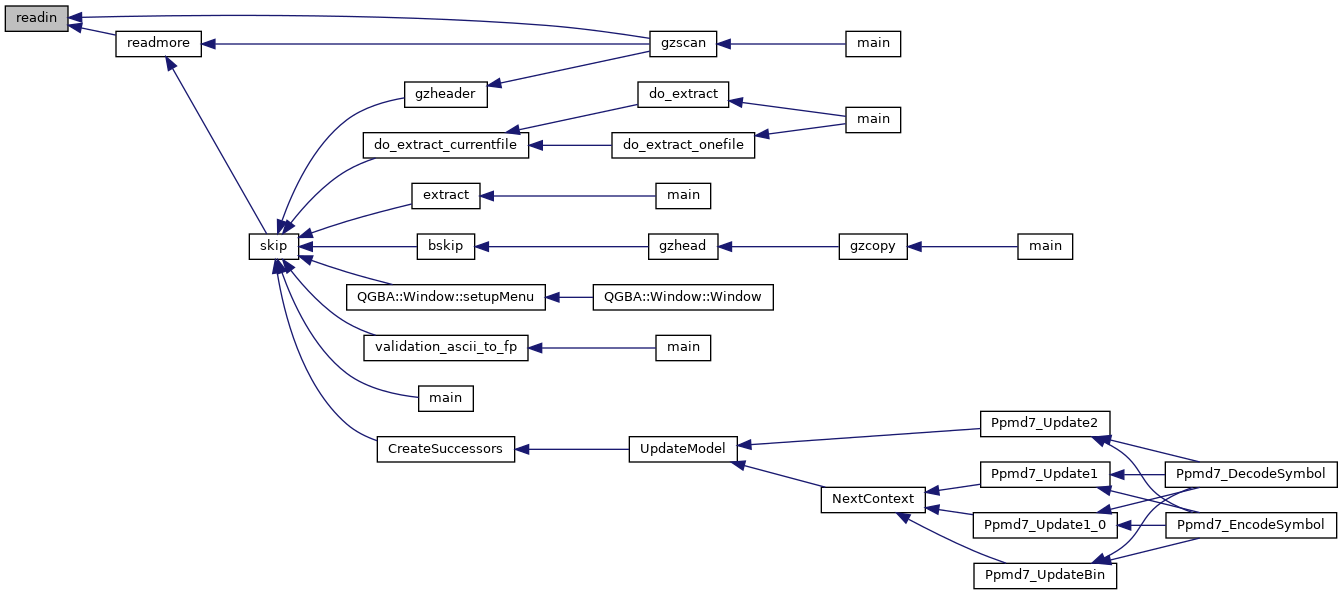 readin
readmore
gzscan
main
gzheader
do_extract
main
do_extract_currentfile
do_extract_onefile
extract
main
skip
bskip
gzhead
gzcopy
main
QGBA::Window::setupMenu
QGBA::Window::Window
validation_ascii_to_fp
main
main
CreateSuccessors
UpdateModel
Ppmd7_Update2
Ppmd7_Update1
Ppmd7_DecodeSymbol
NextContext
Ppmd7_Update1_0
Ppmd7_EncodeSymbol
Ppmd7_UpdateBin